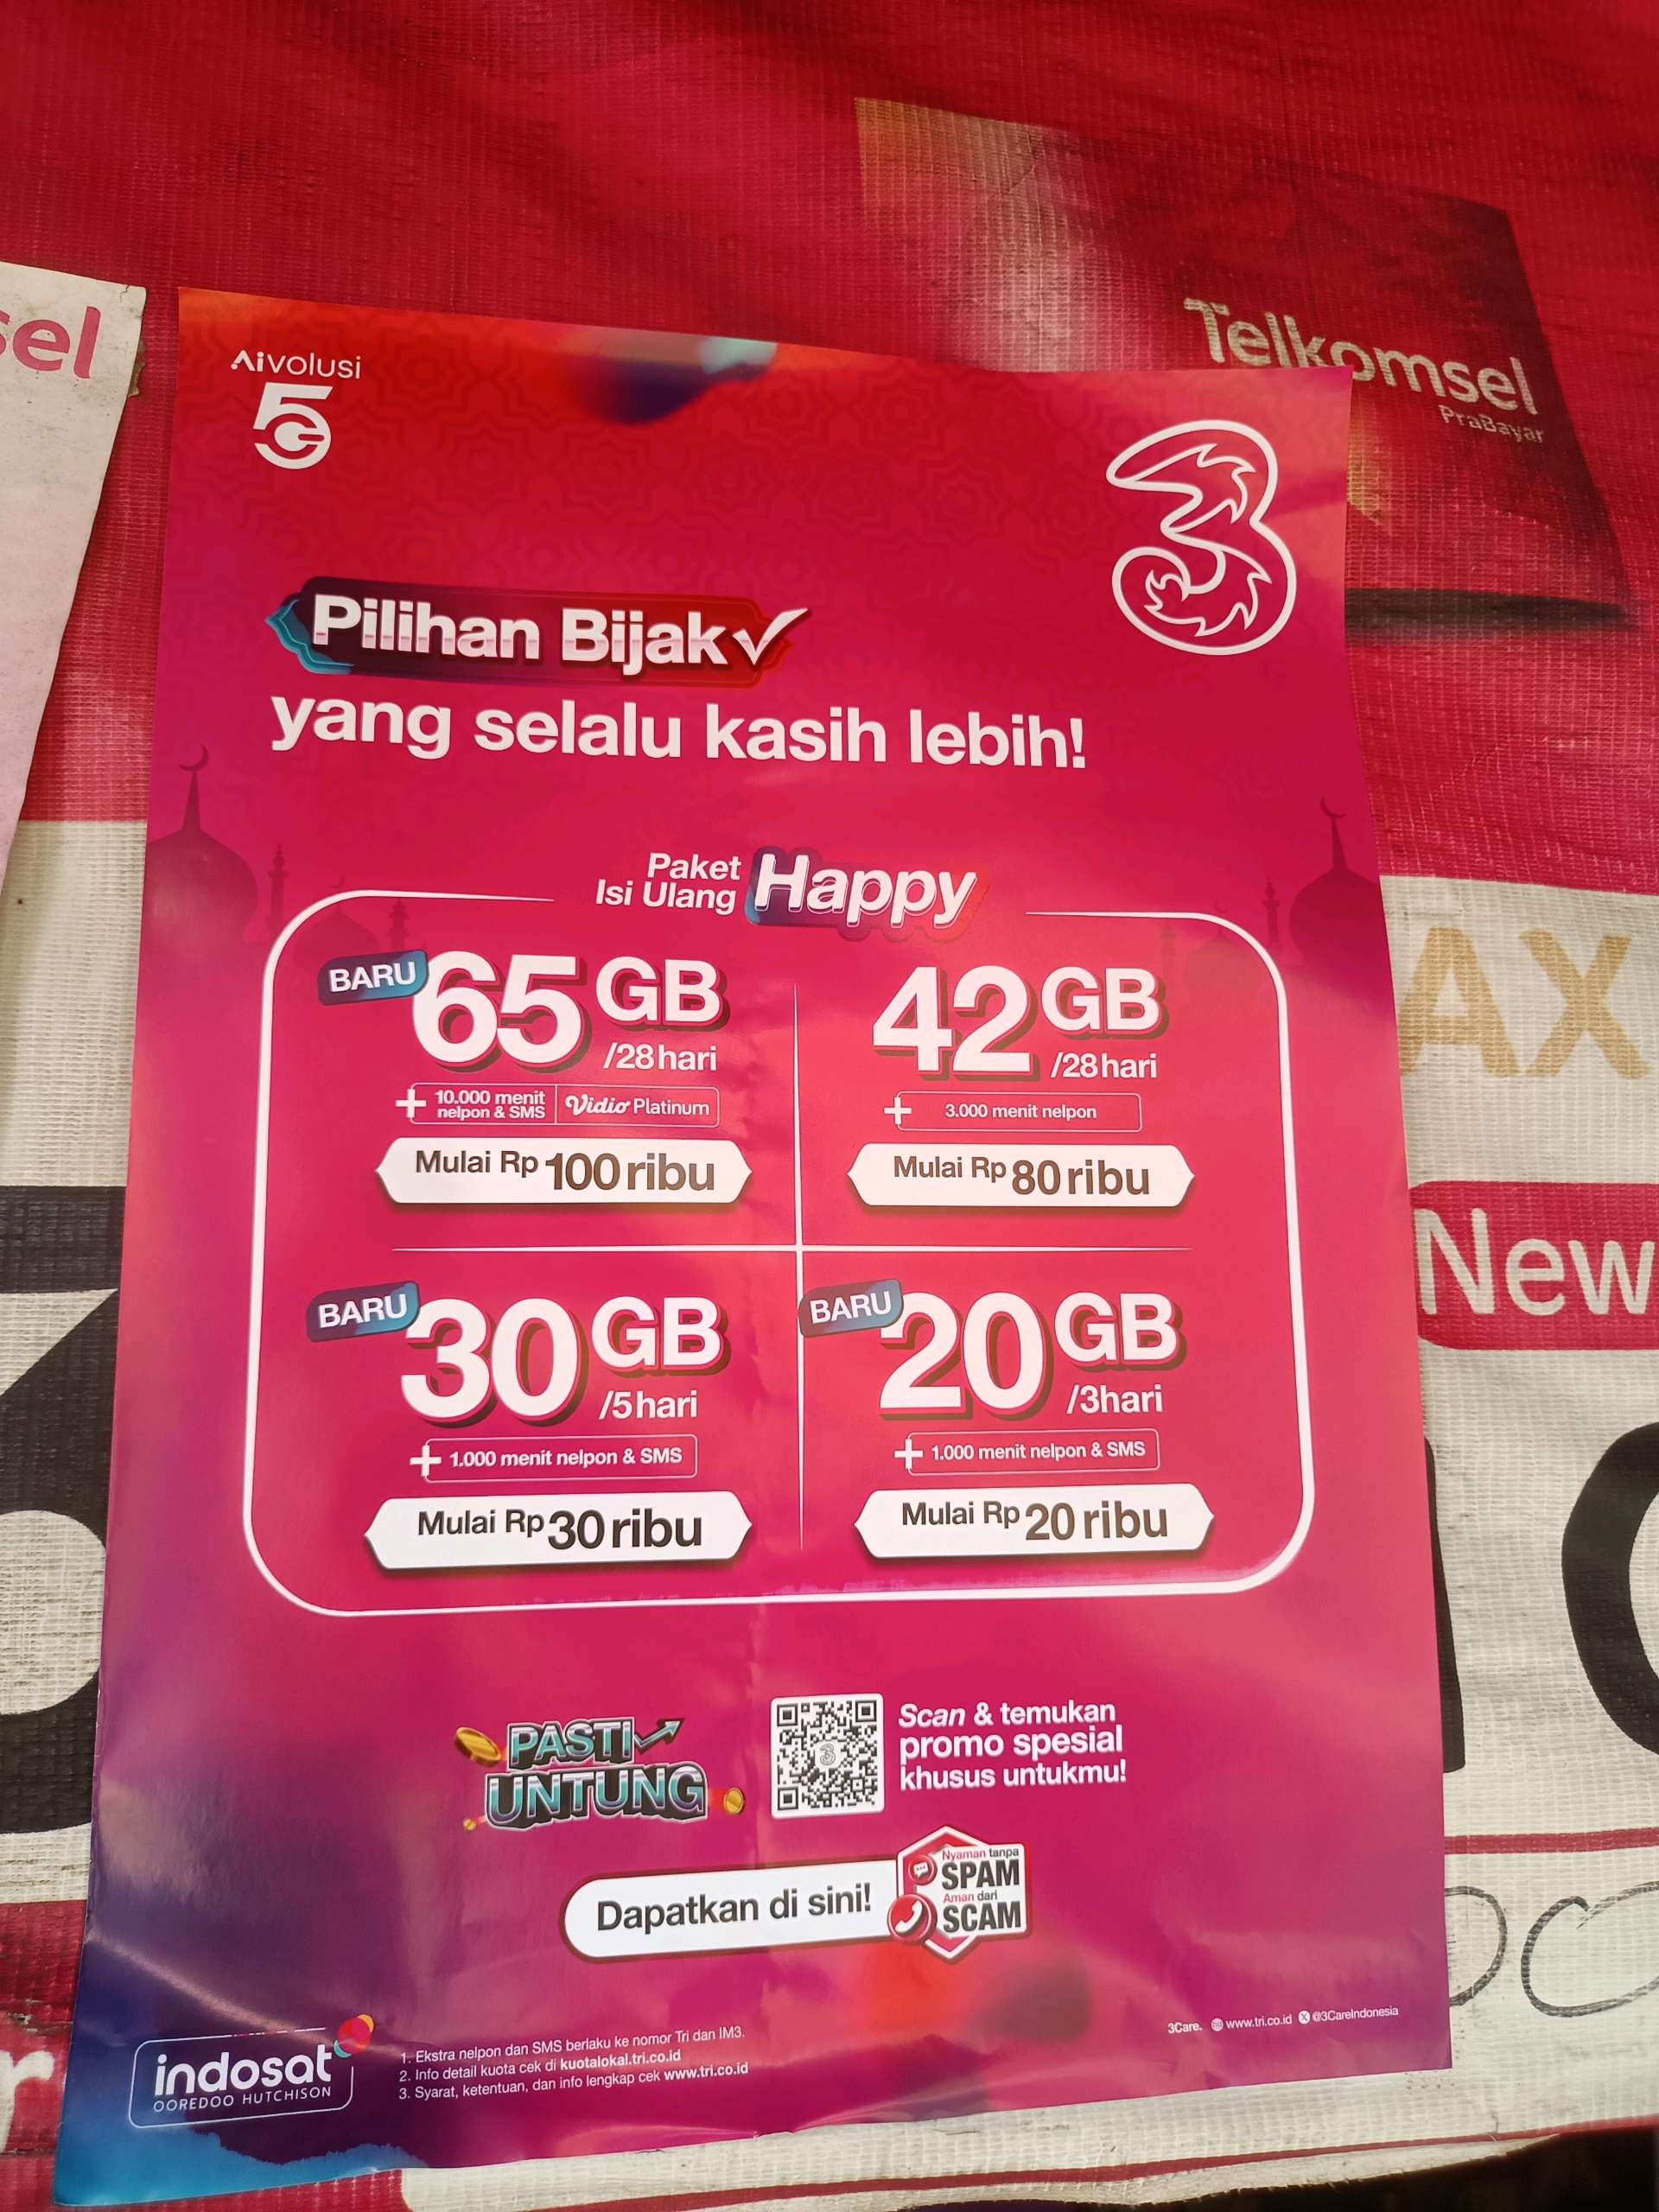 sel
Telkomsel
PraBayar
Aivolusi
5G
3
Pilihan Bijak
yang selalu kasih lebih!
Paket
Isi Ulang
Happy
BARU
65 GB
/28 hari
+ 10.000 menit
nelpon & SMS
Vidio Platinum
Mulai Rp 100 ribu
42 GB
/28 hari
+ 3.000 menit nelpon
Mulai Rp 80 ribu
BARU
30 GB
/5 hari
+ 1.000 menit nelpon & SMS
Mulai Rp 30 ribu
BARU
20 GB
/3hari
+ 1.000 menit nelpon & SMS
Mulai Rp 20 ribu
PASTI
UNTUNG
Scan & temukan
promo spesial
khusus untukmu!
Dapatkan di sini!
Nyaman tanpa
SPAM
Aman dari
SCAM
indosat
OOREDOO HUTCHISON
1. Ekstra nelpon dan SMS berlaku ke nomor Tri dan IM3.
2. Info detail kuota cek di kuotalokal.tri.co.id
3. Syarat, ketentuan, dan info lengkap cek www.tri.co.id
3Care. www.tri.co.id @3CareIndonesia
AX
New